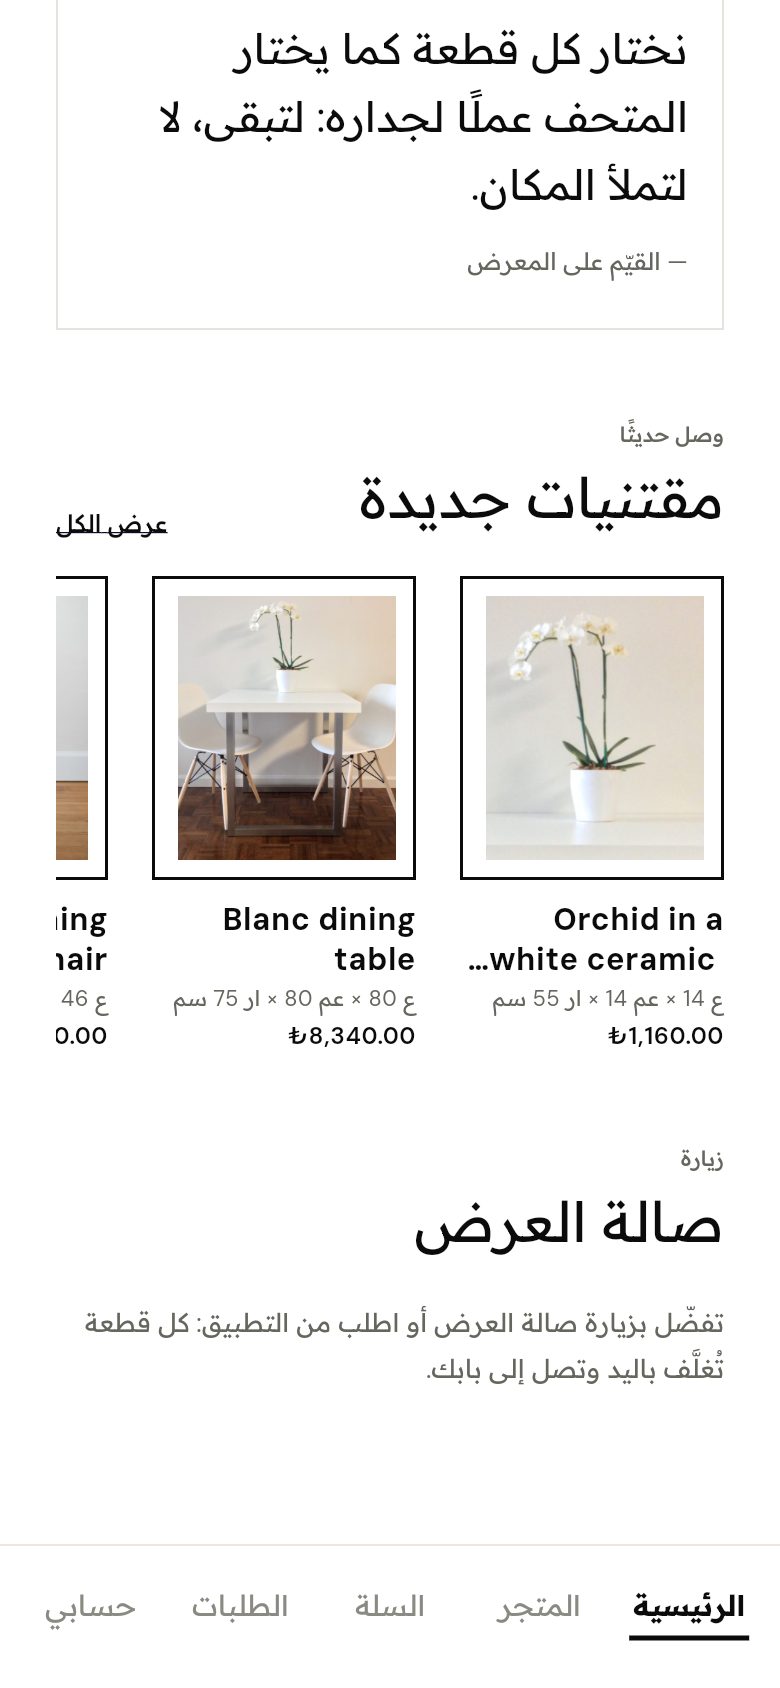 نختار كل قطعة كما يختار
المتحف عملًا لجداره: لتبقى، لا
لتملأ المكان.
— القيّم على المعرض
وصل حديثًا
مقتنيات جديدة
عرض الكل
Orchid in a
white ceramic…
ع 14 × عم 14 × ار 55 سم
₺1,160.00
Blanc dining
table
ع 80 × عم 80 × ار 75 سم
₺8,340.00
ع 46
زيارة
صالة العرض
تفضّل بزيارة صالة العرض أو اطلب من التطبيق: كل قطعة
تُغلَّف باليد وتصل إلى بابك.
الرئيسية
المتجر
السلة
الطلبات
حسابي